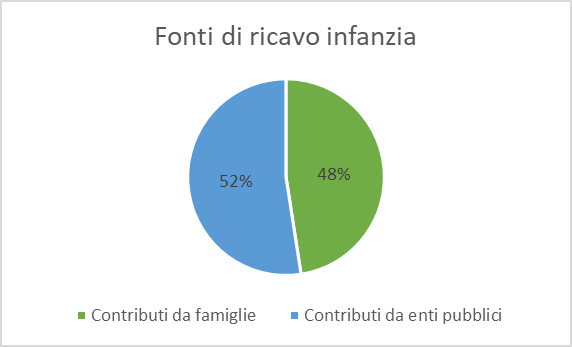 Fonti di ricavo infanzia
52%
48%
Contributi da famiglie
Contributi da enti pubblici